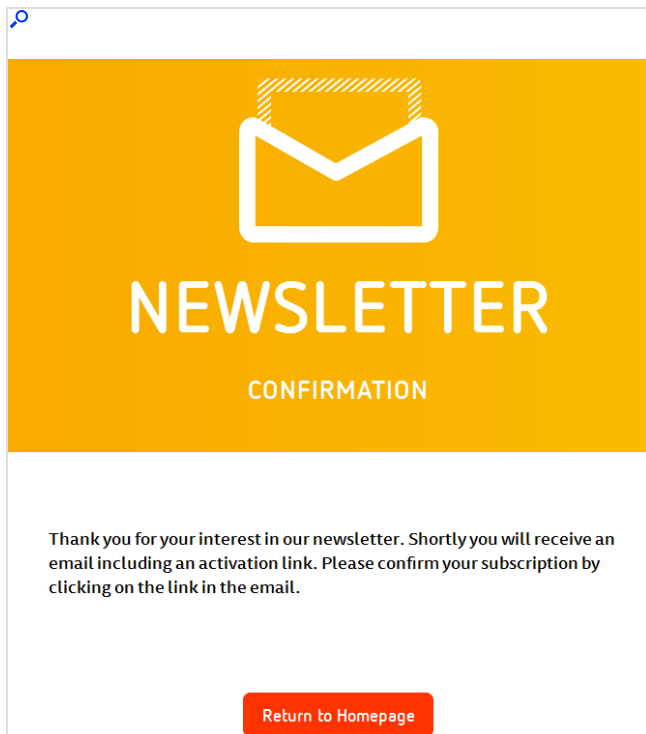 NEWSLETTER
CONFIRMATION
Thank you for your interest in our newsletter. Shortly you will receive an
email including an activation link. Please confirm your subscription by
clicking on the link in the email.
Return to Homepage